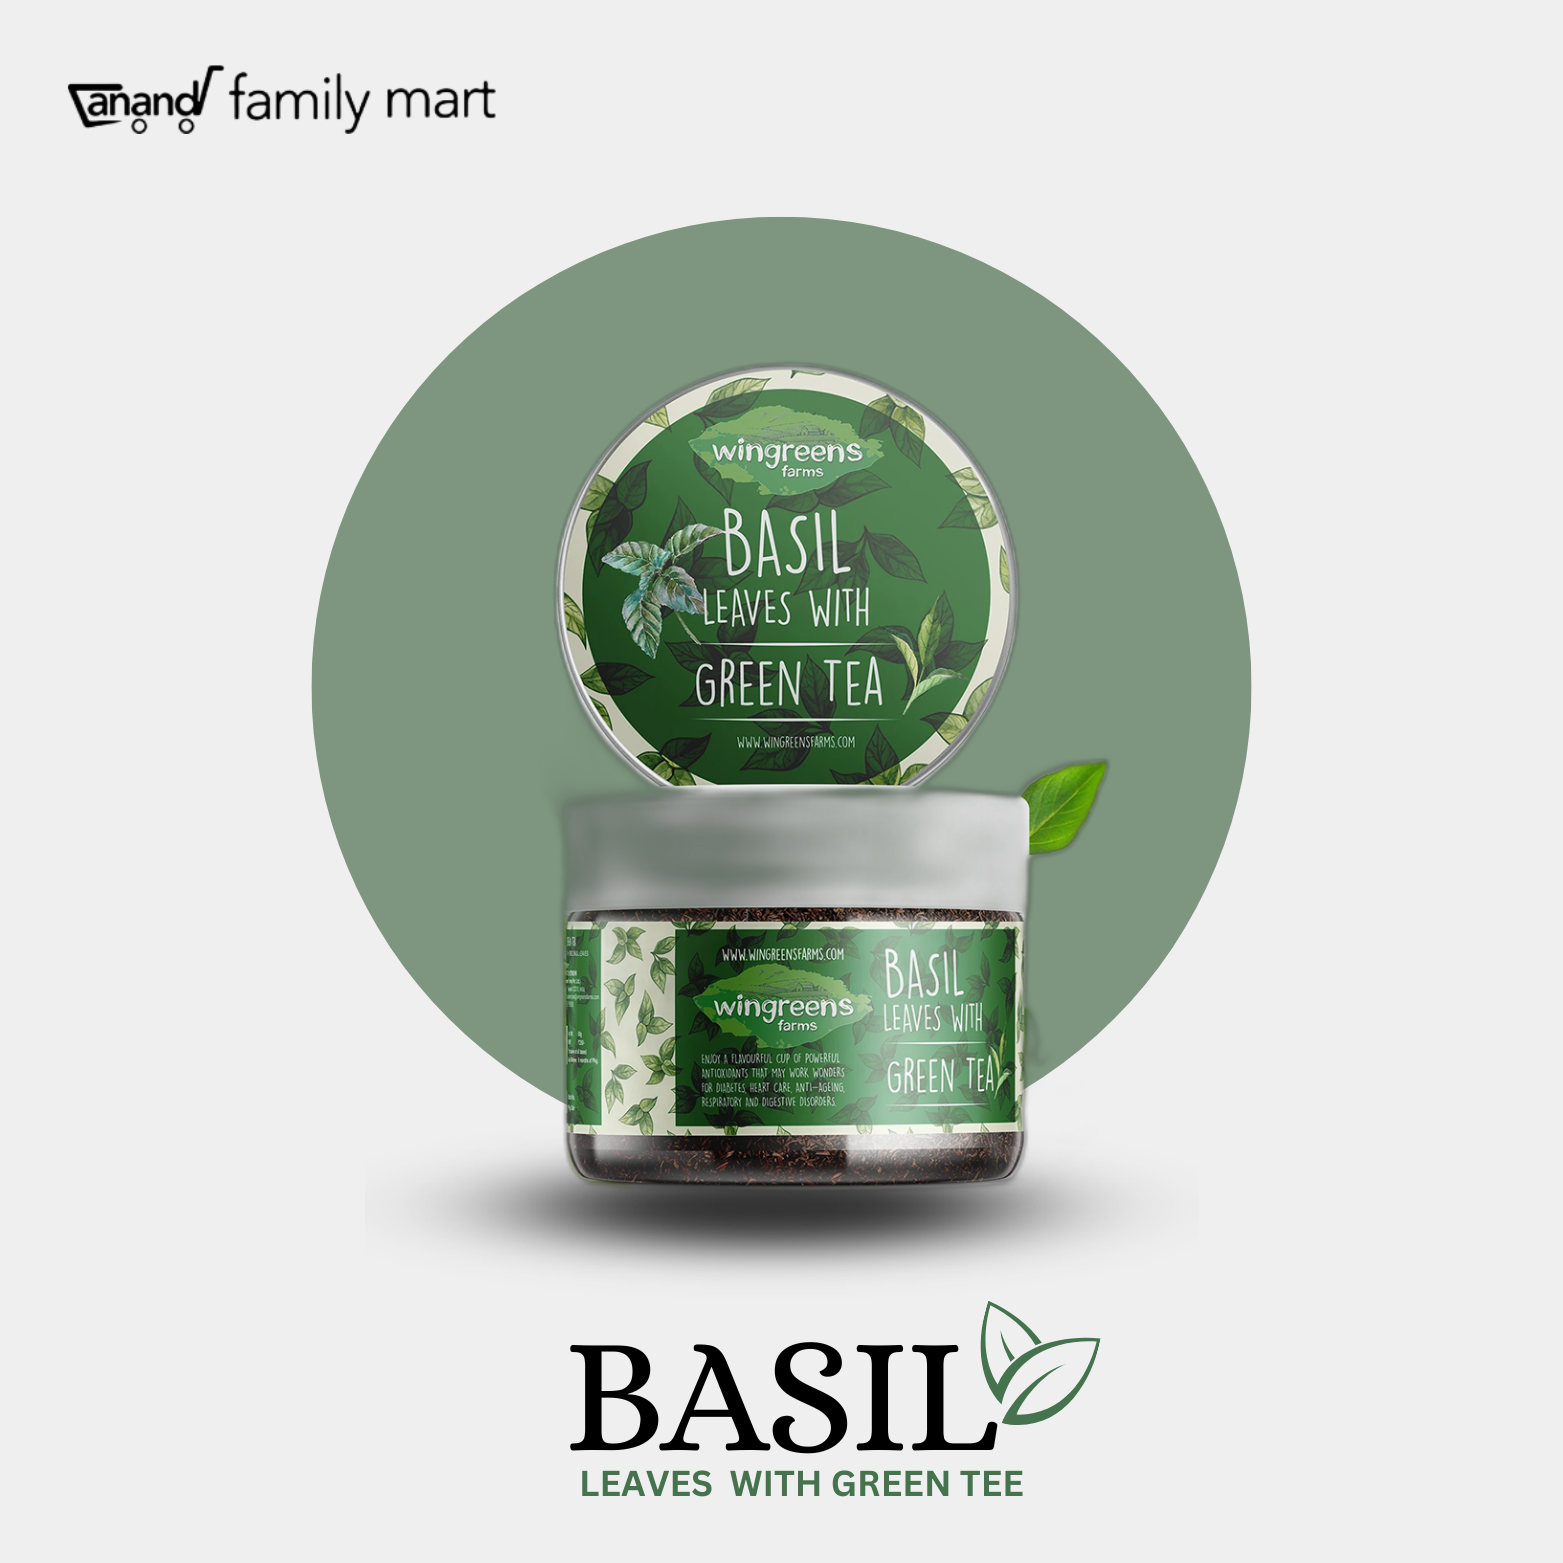 anand family mart
wingreens
farms
BASIL
LEAVES WITH
GREEN TEA
WWW.WINGREENSFARMS.COM
WWW.WINGREENSFARMS.COM
wingreens
farms
ENJOY A FLAVOURFUL CUP OF POWERFUL
ANTIOXIDANTS THAT MAY WORK WONDERS
FOR DIABETES, HEART CARE, ANTI-AGEING,
RESPIRATORY AND DIGESTIVE DISORDERS.
BASIL
LEAVES WITH
GREEN TEA
BASIL
LEAVES WITH GREEN TEE